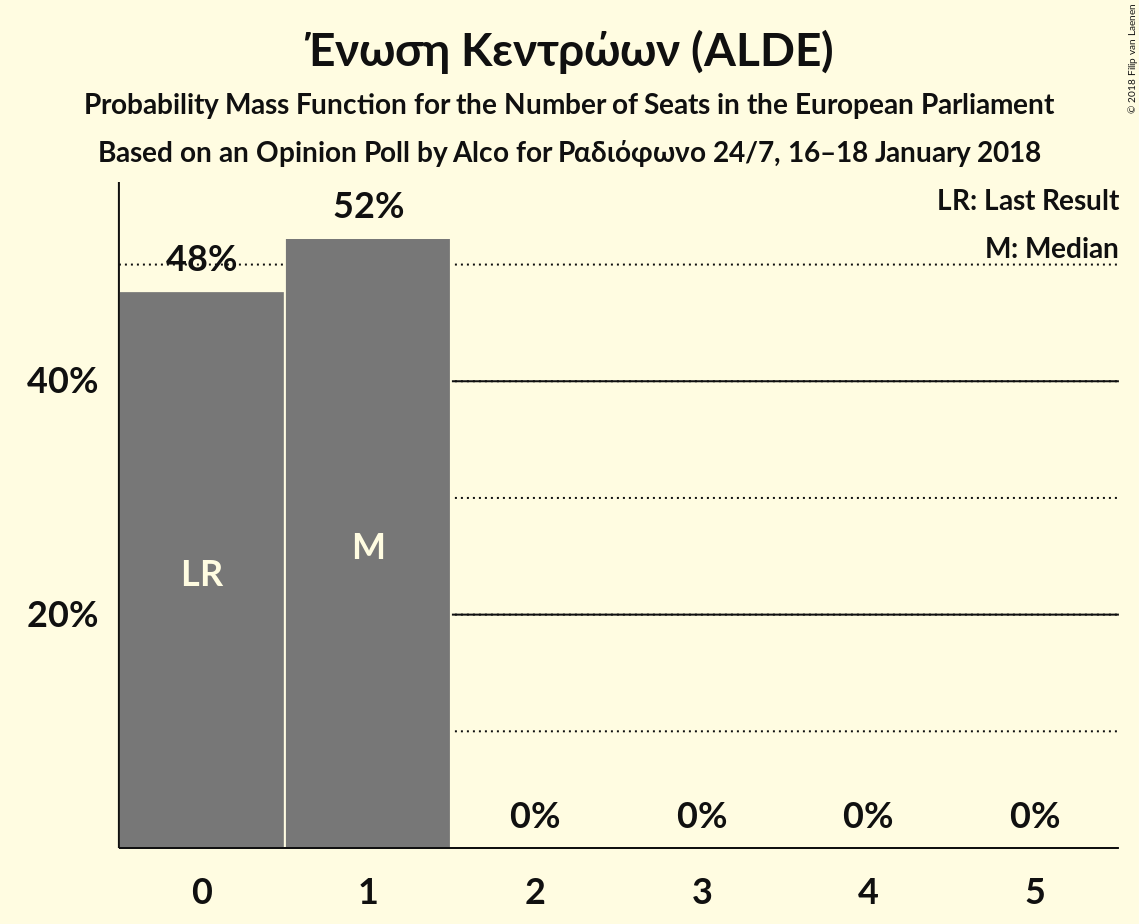 Ένωση Κεντρώων (ALDE)
Probability Mass Function for the Number of Seats in the European Parliament
Based on an Opinion Poll by Alco for Ραδιόφωνο 24/7, 16–18 January 2018
© 2018 Filip van Laenen
LR: Last Result
M: Median
52%
48%
40%
20%
LR
M
0% 0% 0% 0%
0 1 2 3 4 5